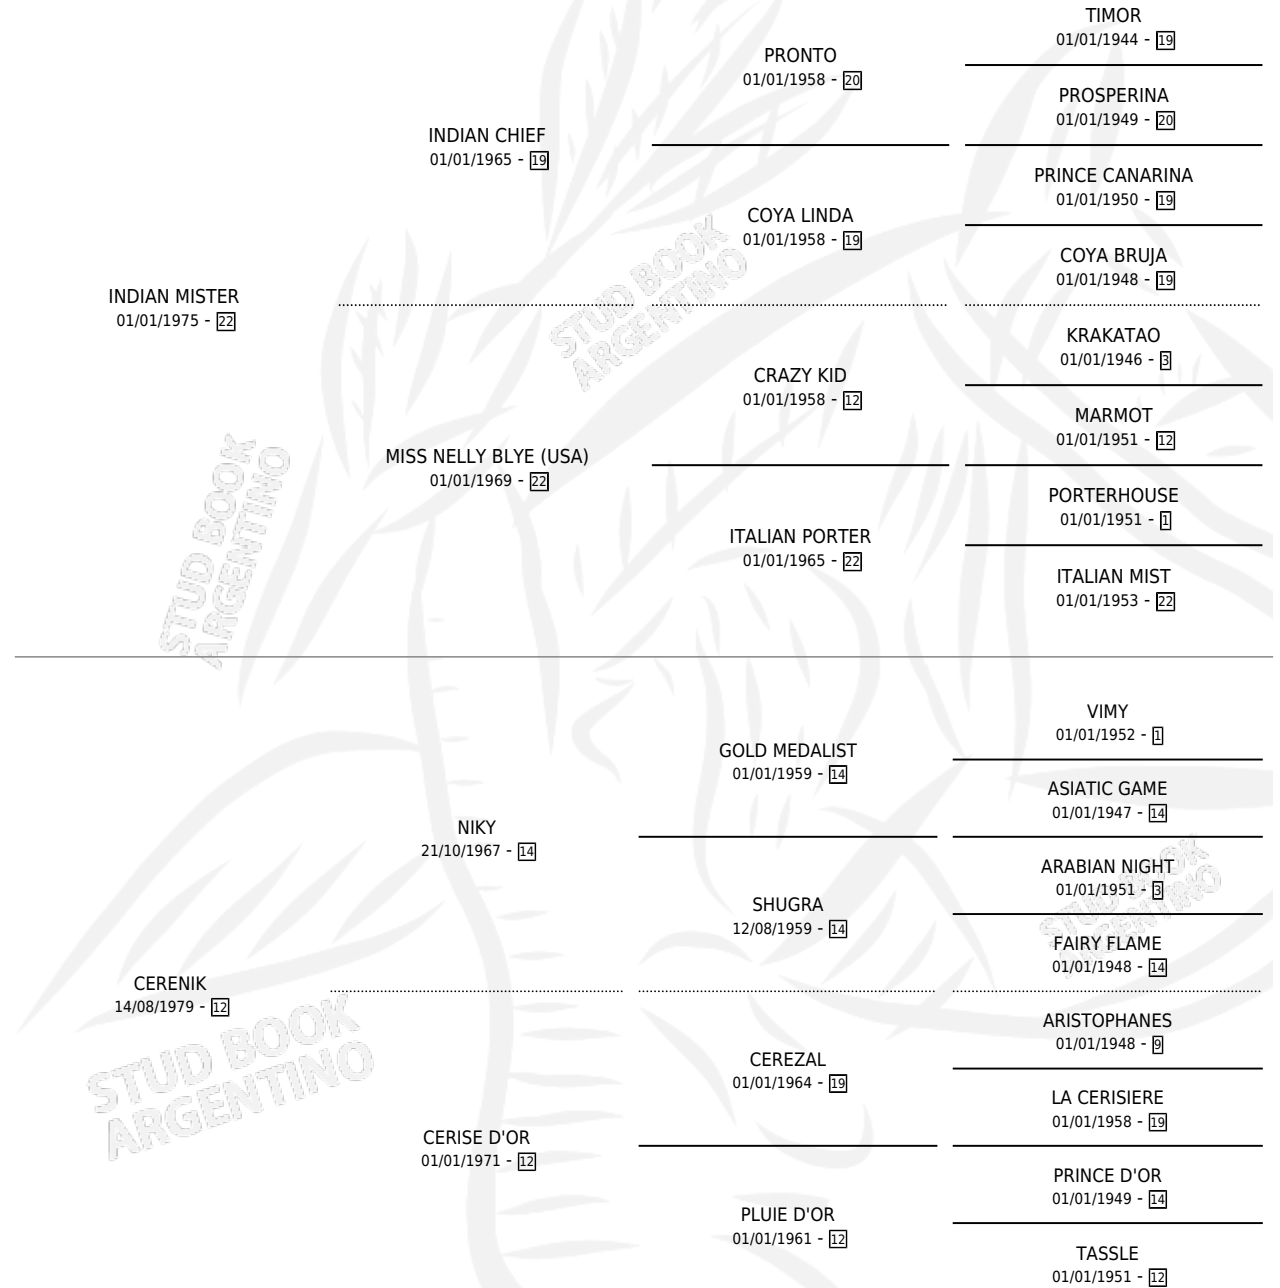 TIMOR
01/01/1944 - 19
PRONTO
01/01/1958 - 20
PROSPERINA
01/01/1949 - 20
INDIAN CHIEF
01/01/1965 - 19
PRINCE CANARINA
01/01/1950 - 19
COYA LINDA
01/01/1958 - 19
COYA BRUJA
01/01/1948 - 19
INDIAN MISTER
01/01/1975 - 22
KRAKATAO
01/01/1946 - 3
CRAZY KID
01/01/1958 - 12
MARMOT
01/01/1951 - 12
MISS NELLY BLYE (USA)
01/01/1969 - 22
PORTERHOUSE
01/01/1951 - 1
ITALIAN PORTER
01/01/1965 - 22
ITALIAN MIST
01/01/1953 - 22
STUD BOOK
ARGENTINO
STUD BOOK
ARGENTINO
VIMY
01/01/1952 - 1
GOLD MEDALIST
01/01/1959 - 14
ASIATIC GAME
01/01/1947 - 14
NIKY
21/10/1967 - 14
ARABIAN NIGHT
01/01/1951 - 3
SHUGRA
12/08/1959 - 14
FAIRY FLAME
01/01/1948 - 14
CERENIK
14/08/1979 - 12
ARISTOPHANES
01/01/1948 - 9
CEREZAL
01/01/1964 - 19
LA CERISIERE
01/01/1958 - 19
CERISE D'OR
01/01/1971 - 12
PRINCE D'OR
01/01/1949 - 14
PLUIE D'OR
01/01/1961 - 12
TASSLE
01/01/1951 - 12
STUD BOOK
ARGENTINO
STUD BOOK
ARGENTINO